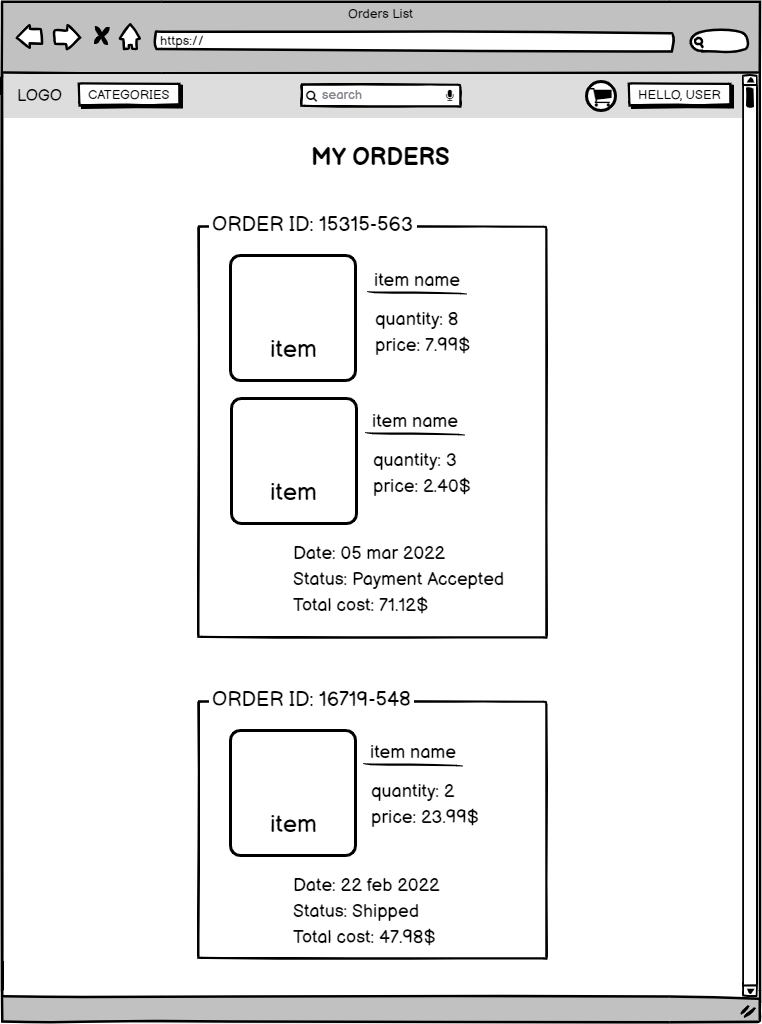 Orders List
https://
LOGO CATEGORIES search HELLO, USER
MY ORDERS
ORDER ID: 15315-563
item name
quantity: 8
price: 7.99$
item
item name
quantity: 3
price: 2.40$
item
Date: 05 mar 2022
Status: Payment Accepted
Total cost: 71.12$
ORDER ID: 16719-548
item name
quantity: 2
price: 23.99$
item
Date: 22 feb 2022
Status: Shipped
Total cost: 47.98$